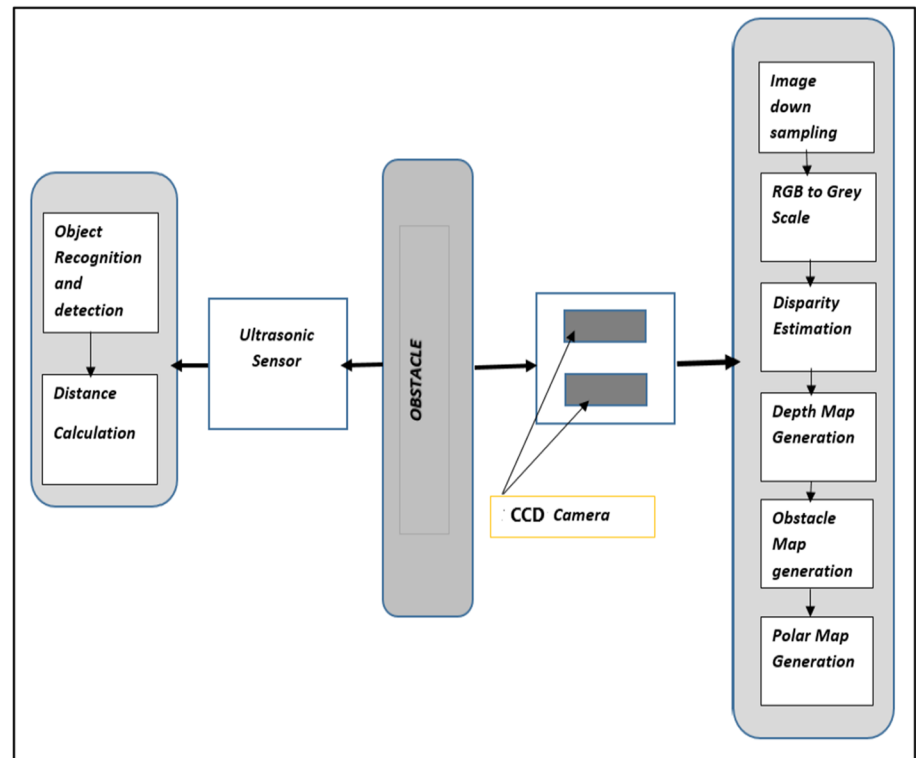 Object
Recognition
and
detection
Distance
Calculation
Ultrasonic
Sensor
OBSTACLE
CCD Camera
Image
down
sampling
RGB to Grey
Scale
Disparity
Estimation
Depth Map
Generation
Obstacle
Map
generation
Polar Map
Generation